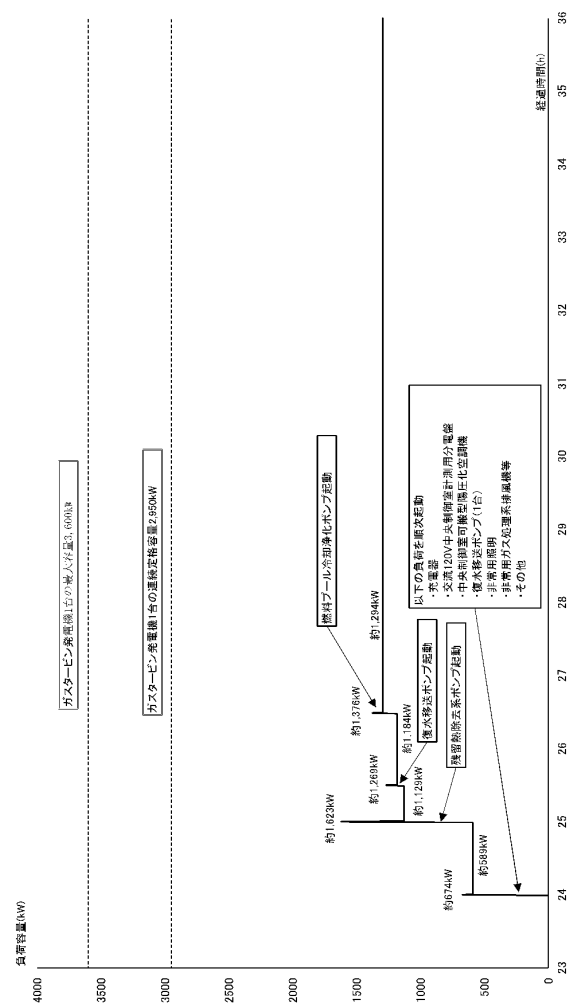 負荷容量(kW)
4000
3500
3000
2500
2000
1500
1000
500
0
ガスタービン発電機1台の最大容量3,600kW
ガスタービン発電機1台の連続定格容量2,950kW
約674kW
約589kW
約1,623kW
約1,129kW
約1,269kW
約1,184kW
約1,376kW
約1,294kW
燃料プール冷却浄化ポンプ起動
復水移送ポンプ起動
残留熱除去系ポンプ起動
以下の負荷を順次起動
・充電器
・交流120V中央制御室計測用分電盤
・中央制御室可搬型陽圧化空調機
・復水移送ポンプ(1台)
・非常用照明
・非常用ガス処理系排風機等
・その他
23
24
25
26
27
28
29
30
31
32
33
34
35
36
経過時間(h)